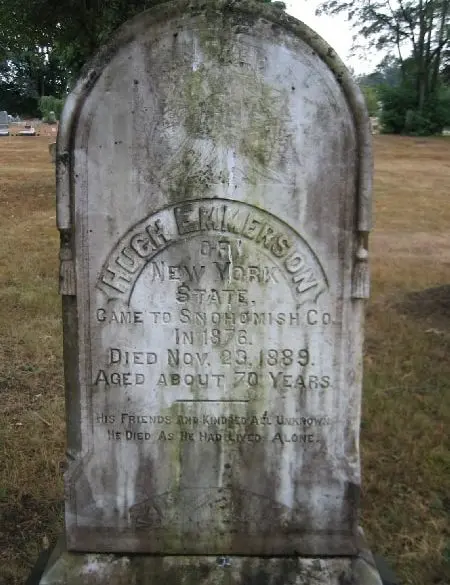 HUGH EMMERSON
OF
NEW YORK
STATE,
CAME TO SNOHOMISH CO.
IN 1876.
DIED NOV. 23, 1889.
AGED ABOUT 70 YEARS
HIS FRIENDS AND KINDRED ALL UNKNOWN
HE DIED AS HE HAD LIVED ALONE.